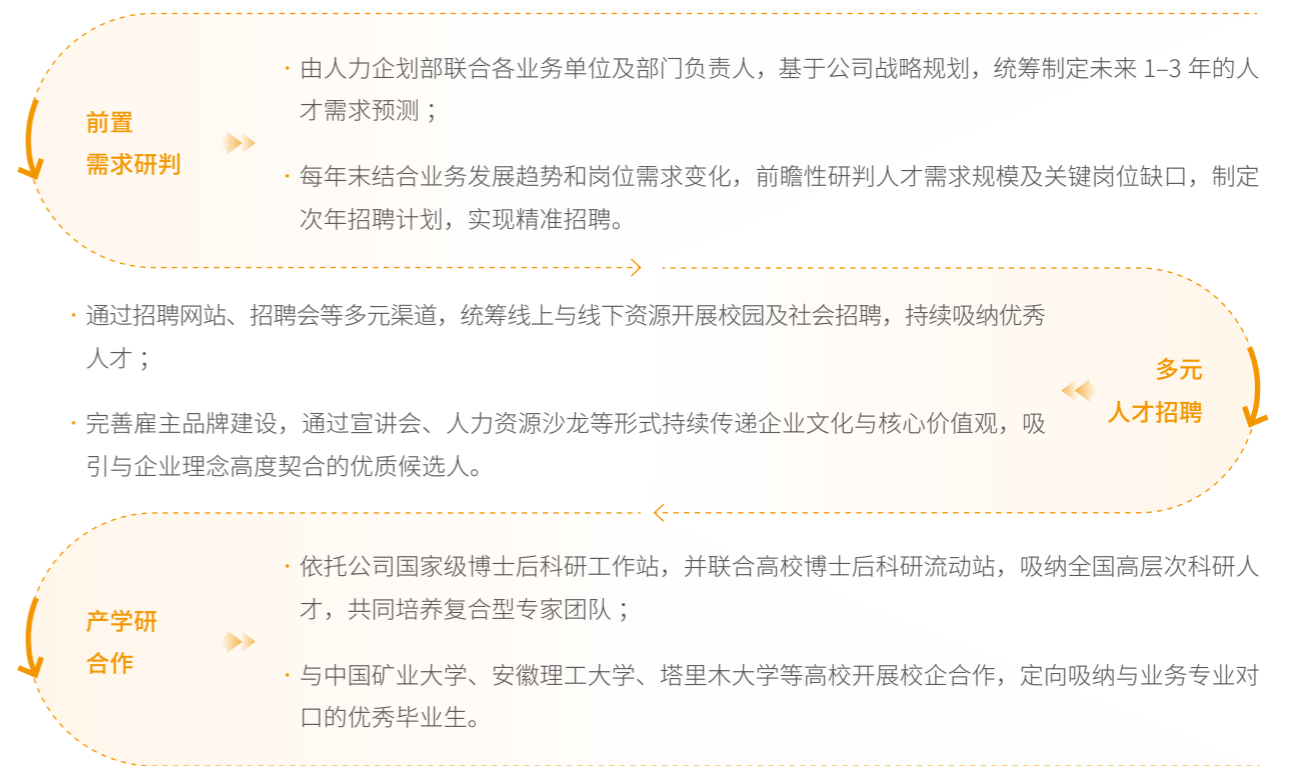 前置
需求研判
· 由人力企划部联合各业务单位及部门负责人，基于公司战略规划，统筹制定未来 1–3 年的人
才需求预测；
· 每年末结合业务发展趋势和岗位需求变化，前瞻性研判人才需求规模及关键岗位缺口，制定
次年招聘计划，实现精准招聘。
· 通过招聘网站、招聘会等多元渠道，统筹线上与线下资源开展校园及社会招聘，持续吸纳优秀
人才；
· 完善雇主品牌建设，通过宣讲会、人力资源沙龙等形式持续传递企业文化与核心价值观，吸
引与企业理念高度契合的优质候选人。
多元
人才招聘
产学研
合作
· 依托公司国家级博士后科研工作站，并联合高校博士后科研流动站，吸纳全国高层次科研人
才，共同培养复合型专家团队；
· 与中国矿业大学、安徽理工大学、塔里木大学等高校开展校企合作，定向吸纳与业务专业对
口的优秀毕业生。